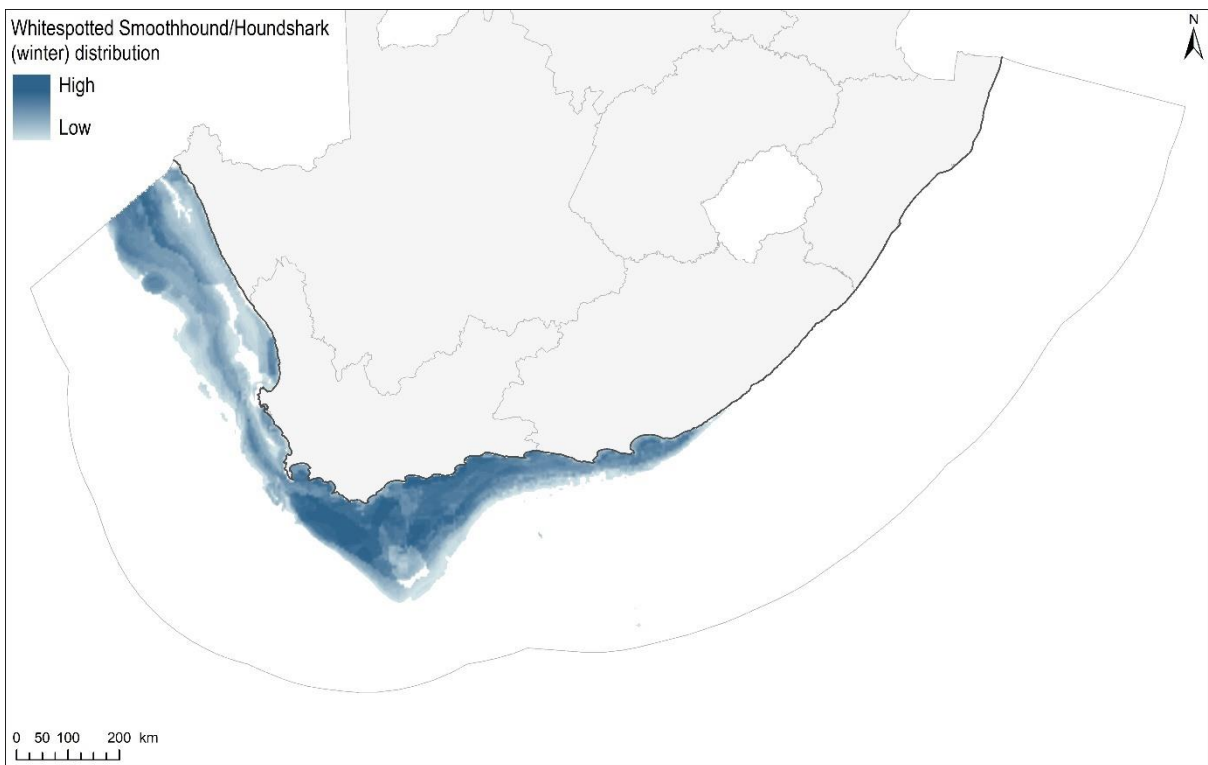 Whitespotted Smoothhound/Houndshark
(winter) distribution
High
Low
N
0 50 100 200 km